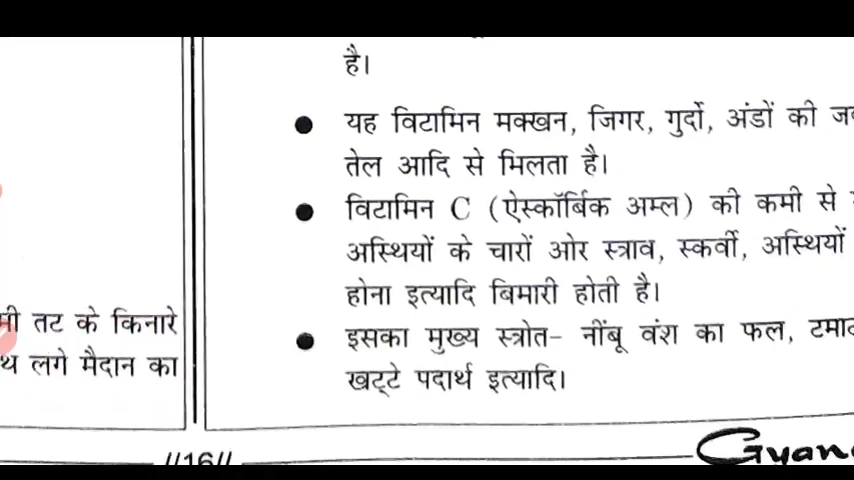 मी तट के किनारे
थ लगे मैदान का
है।
यह विटामिन मक्खन, जिगर, गुर्दो, अंडों की
तेल आदि से मिलता है।
विटामिन C (ऐस्कॉर्बिक अम्ल) की कमी से
अस्थियों के चारों ओर स्त्राव, स्कर्वी, अस्थियों
होना इत्यादि बिमारी होती है।
इसका मुख्य स्त्रोत- नींबू वंश का फल,
खट्टे पदार्थ इत्यादि।
//16//